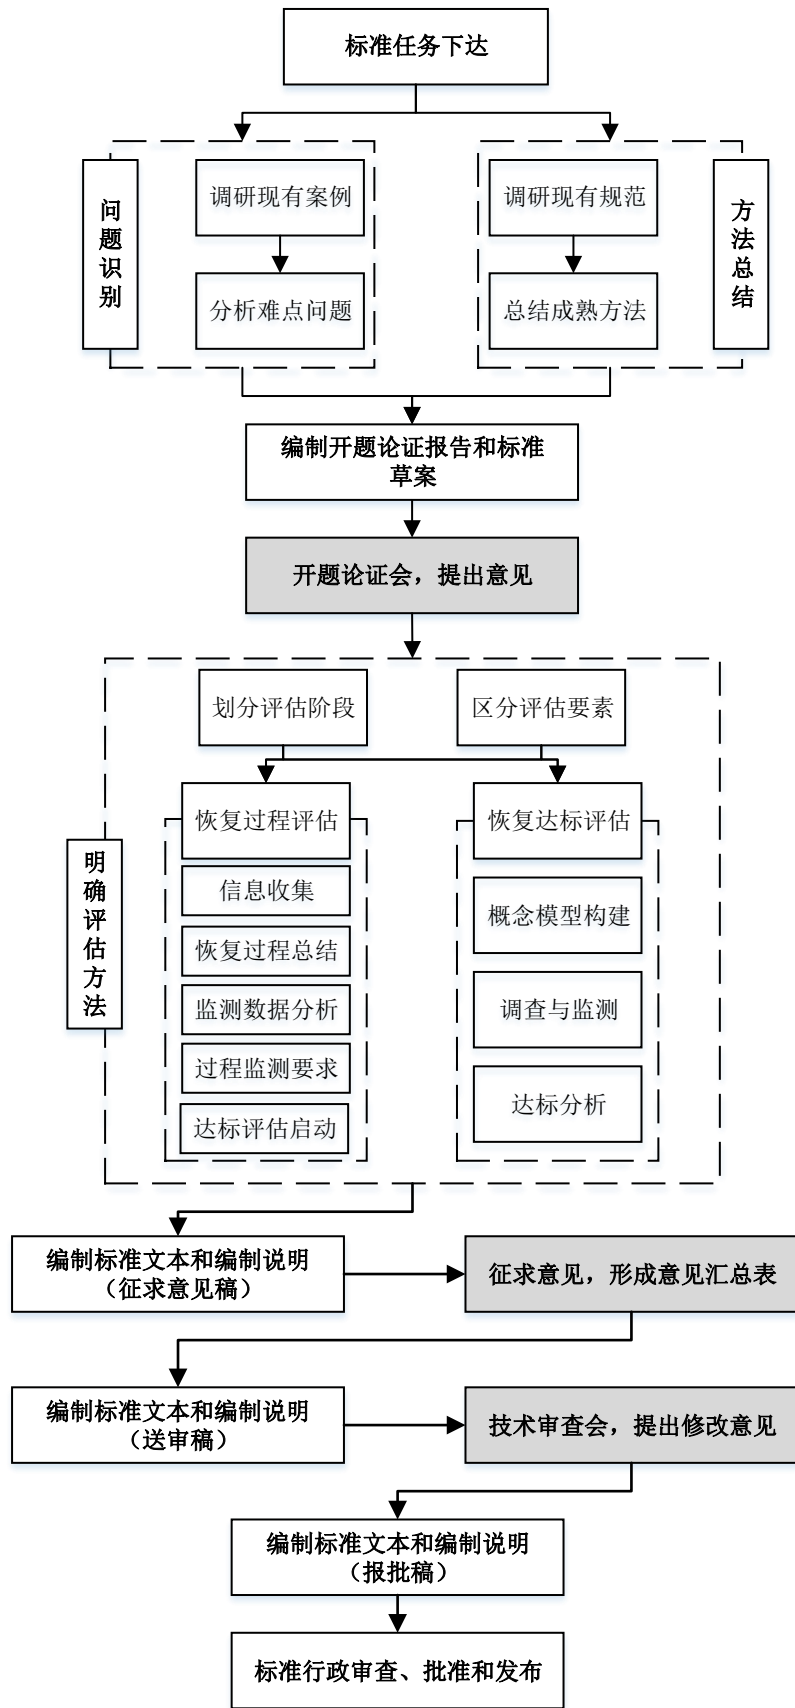 标准任务下达
问题识别
调研现有案例
分析难点问题
调研现有规范
总结成熟方法
方法总结
编制开题论证报告和标准
草案
开题论证会，提出意见
划分评估阶段
区分评估要素
明确评估方法
恢复过程评估
信息收集
恢复过程总结
监测数据分析
过程监测要求
达标评估启动
恢复达标评估
概念模型构建
调查与监测
达标分析
编制标准文本和编制说明
（征求意见稿）
征求意见，形成意见汇总表
编制标准文本和编制说明
（送审稿）
技术审查会，提出修改意见
编制标准文本和编制说明
（报批稿）
标准行政审查、批准和发布